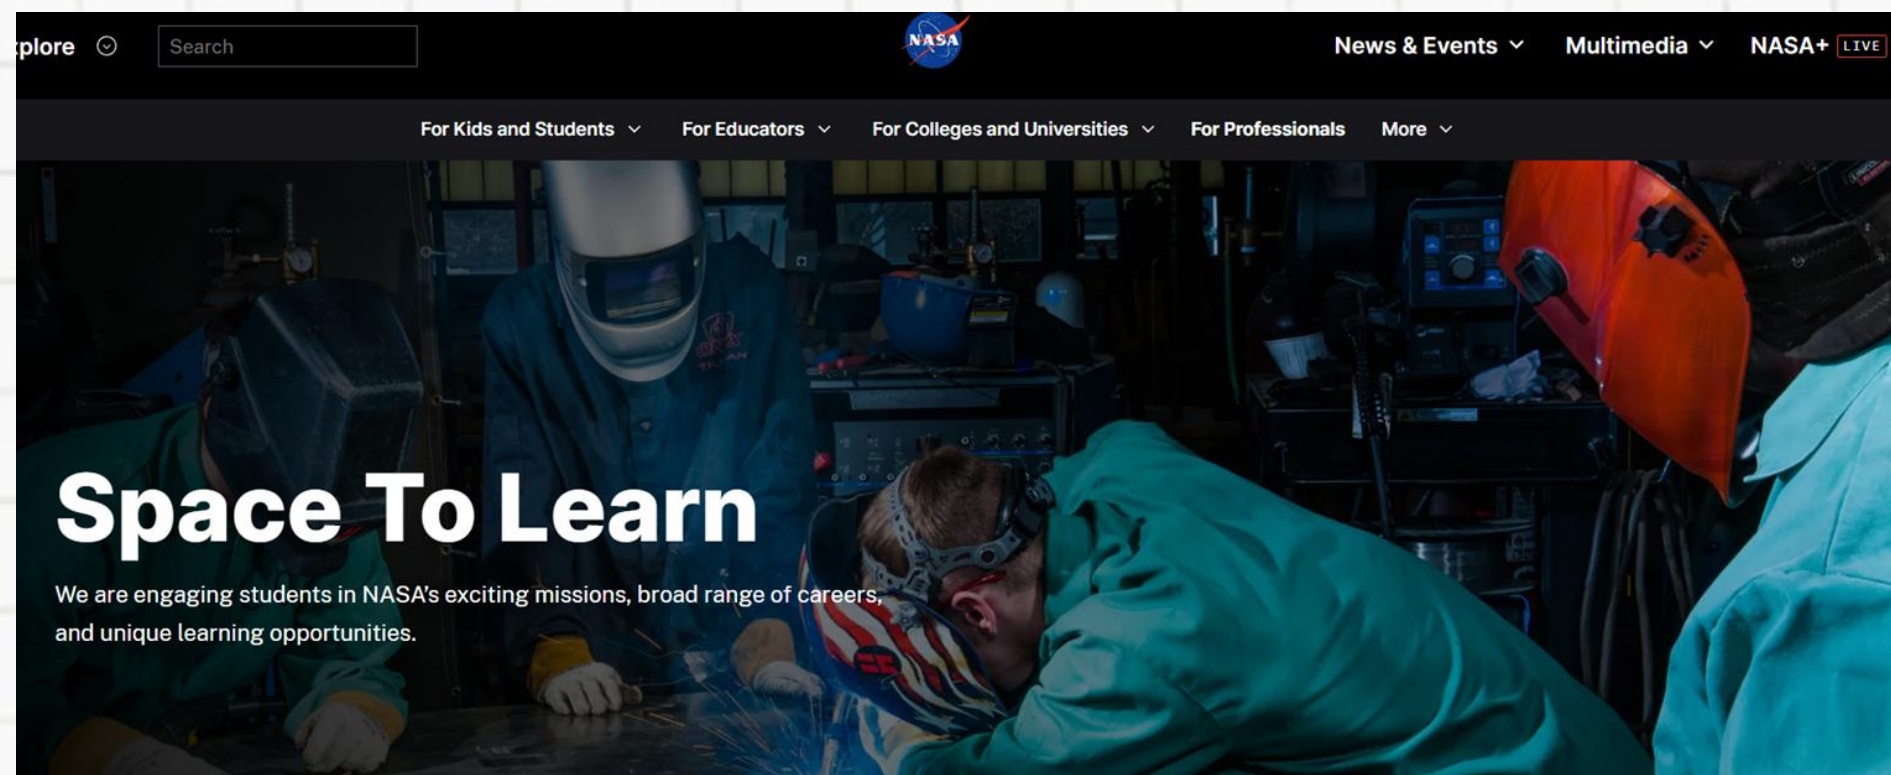 plore
Search
NASA
News & Events
Multimedia
NASA+ LIVE
For Kids and Students
For Educators
For Colleges and Universities
For Professionals
More
Space To Learn
We are engaging students in NASA's exciting missions, broad range of careers,
and unique learning opportunities.